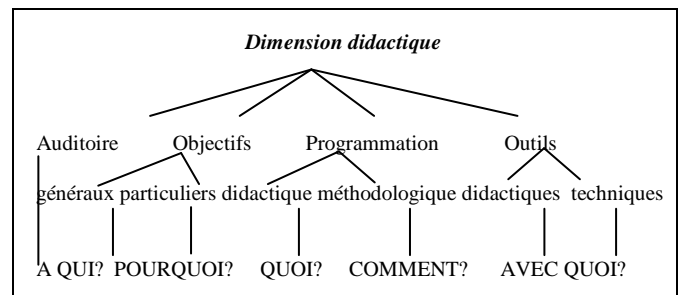 Dimension didactique
Auditoire Objectifs Programmation Outils
généraux particuliers didactique méthodologique didactiques techniques
A QUI? POURQUOI? QUOI? COMMENT? AVEC QUOI?